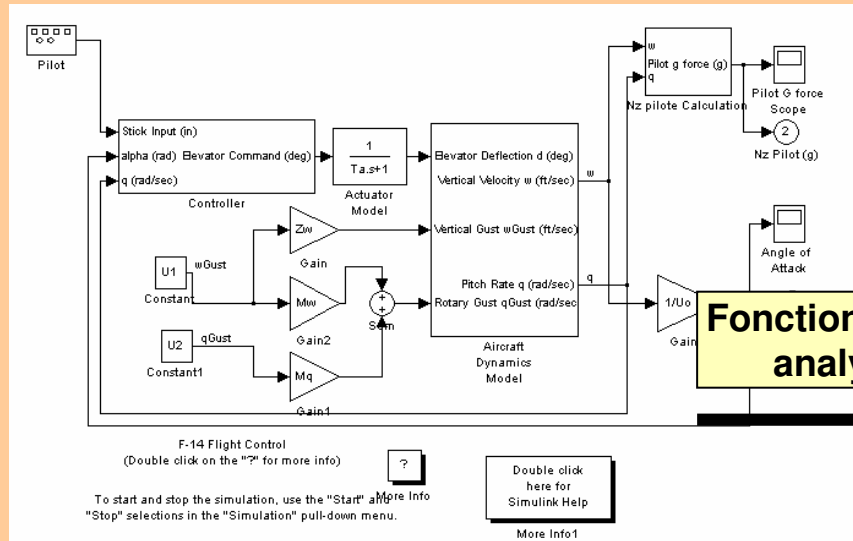 Pilot
Stick Input (in)
alpha (rad) Elevator Command (deg)
q (rad/sec)
Controller
1
Ta.s+1
Actuator
Model
Elevator Deflection d (deg)
Vertical Velocity w (ft/sec)
Vertical Gust wGust (ft/sec)
Pitch Rate q (rad/sec)
Rotary Gust qGust (rad/sec
Aircraft
Dynamics
Model
w
q
w
Pilot g force (g)
q
Nz pilote Calculation
Pilot G force
Scope
2
Nz Pilot (g)
Angle of
Attack
Zw
Gain
U1
wGust
Constant
Mw
Gain2
+
+
Sum
U2
qGust
Constant1
Mq
Gain1
1/Uo
Gain
Fonction
analy
F-14 Flight Control
(Double click on the "?" for more info)
?
More Info
To start and stop the simulation, use the "Start" and
"Stop" selections in the "Simulation" pull-down menu.
Double click
here for
Simulink Help
More Info1